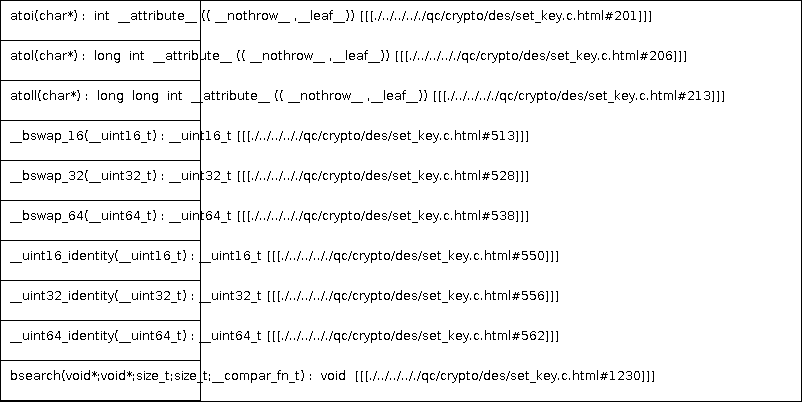 atoi(char*) : int __attribute__ (( __nothrow__ ,__leaf__)) [[[./../../../../qc/crypto/des/set_key.c.html#201]]]
atol(char*) : long int __attribute__ (( __nothrow__ ,__leaf__)) [[[./../../../../qc/crypto/des/set_key.c.html#206]]]
atoll(char*) : long long int __attribute__ (( __nothrow__ ,__leaf__)) [[[./../../../../qc/crypto/des/set_key.c.html#213]]]
__bswap_16(__uint16_t) : __uint16_t [[[./../../../../qc/crypto/des/set_key.c.html#513]]]
__bswap_32(__uint32_t) : __uint32_t [[[./../../../../qc/crypto/des/set_key.c.html#528]]]
__bswap_64(__uint64_t) : __uint64_t [[[./../../../../qc/crypto/des/set_key.c.html#538]]]
__uint16_identity(__uint16_t) : __uint16_t [[[./../../../../qc/crypto/des/set_key.c.html#550]]]
__uint32_identity(__uint32_t) : __uint32_t [[[./../../../../qc/crypto/des/set_key.c.html#556]]]
__uint64_identity(__uint64_t) : __uint64_t [[[./../../../../qc/crypto/des/set_key.c.html#562]]]
bsearch(void*;void*;size_t;size_t;__compar_fn_t) : void [[[./../../../../qc/crypto/des/set_key.c.html#1230]]]